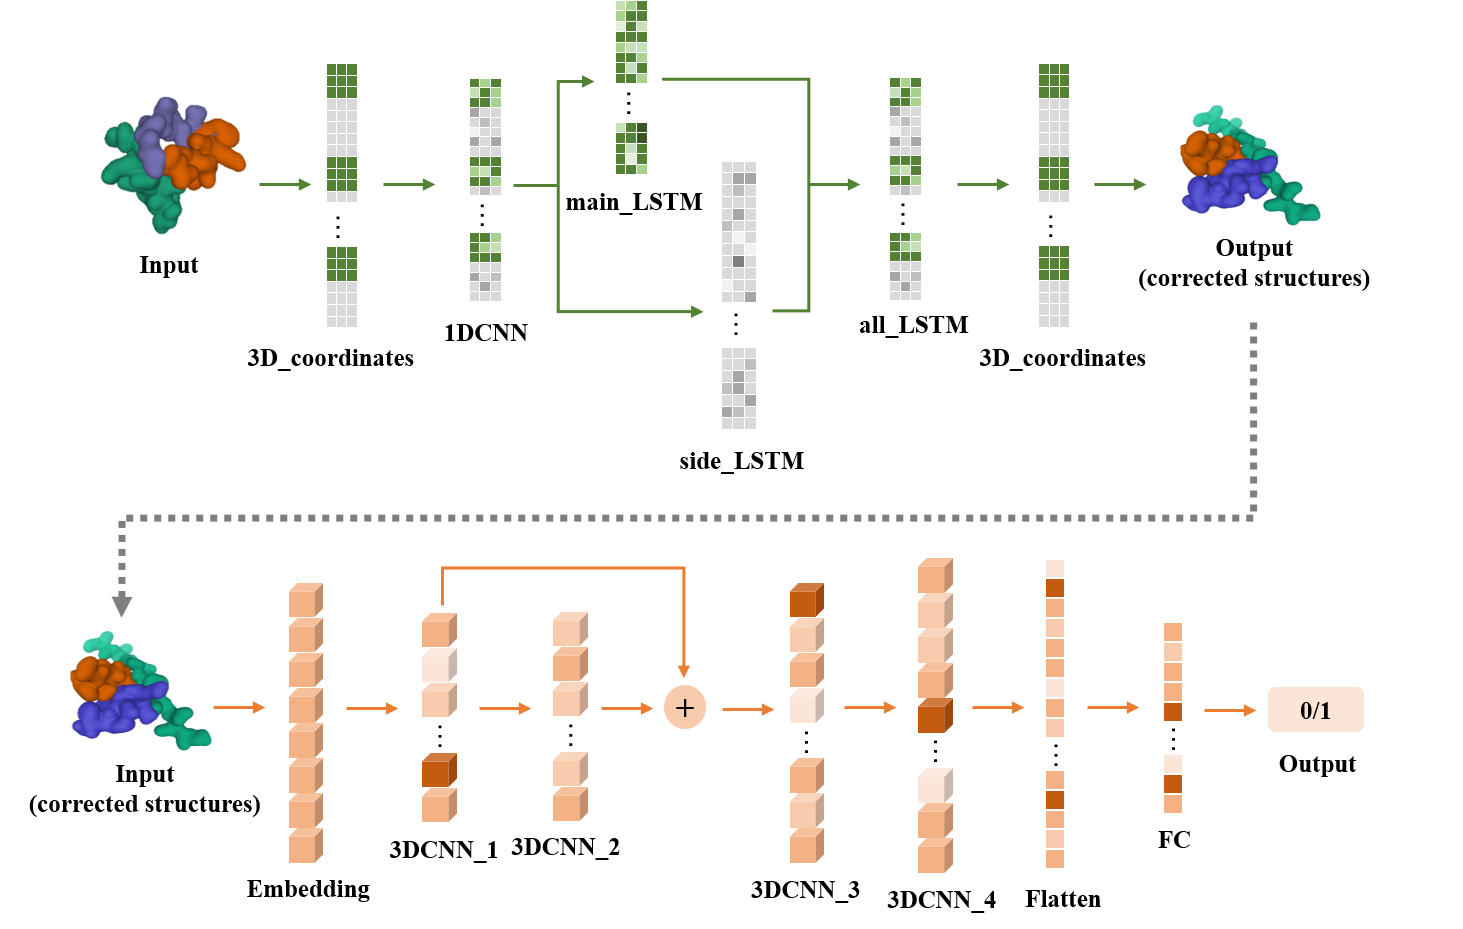 main_LSTM
Input
Output
(corrected structures)
1DCNN
all_LSTM
3D_coordinates
3D_coordinates
side_LSTM
+
0/1
Input
(corrected structures)
Output
3DCNN_1
3DCNN_2
FC
Embedding
3DCNN_3
3DCNN_4
Flatten